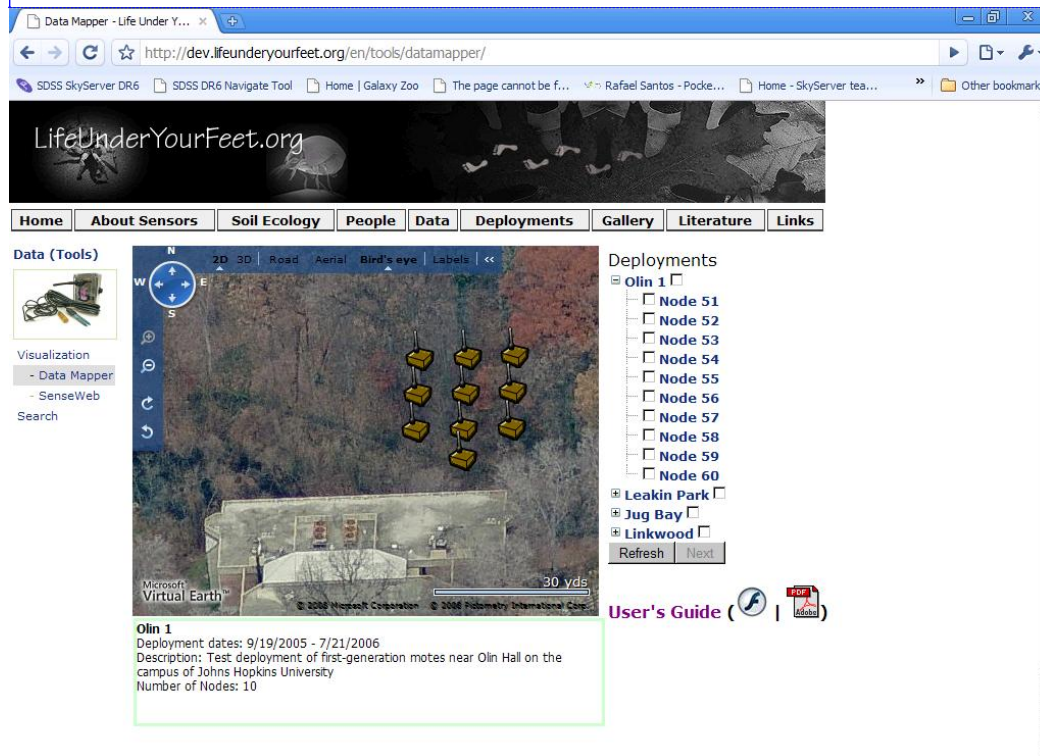 Data Mapper - Life Under Y...
http://dev.lifeunderyourfeet.org/en/tools/datamapper/
SDSS SkyServer DR6 SDSS DR6 Navigate Tool Home | Galaxy Zoo The page cannot be f... Rafael Santos - Pocke... Home - SkyServer tea... » Other bookmark
LifeUnderYourFeet.org
Home About Sensors Soil Ecology People Data Deployments Gallery Literature Links
Data (Tools)
Visualization
- Data Mapper
- SenseWeb
Search
N
W E
S
2D 3D Road Aerial Bird's eye Labels «
30 yds
Microsoft
Virtual Earth™
© 2008 Microsoft Corporation © 2008 Pictometry International Corp.
Olin 1
Deployment dates: 9/19/2005 - 7/21/2006
Description: Test deployment of first-generation motes near Olin Hall on the
campus of Johns Hopkins University
Number of Nodes: 10
Deployments
Olin 1
Node 51
Node 52
Node 53
Node 54
Node 55
Node 56
Node 57
Node 58
Node 59
Node 60
Leakin Park
Jug Bay
Linkwood
Refresh Next
User's Guide ( | PDF Adobe)